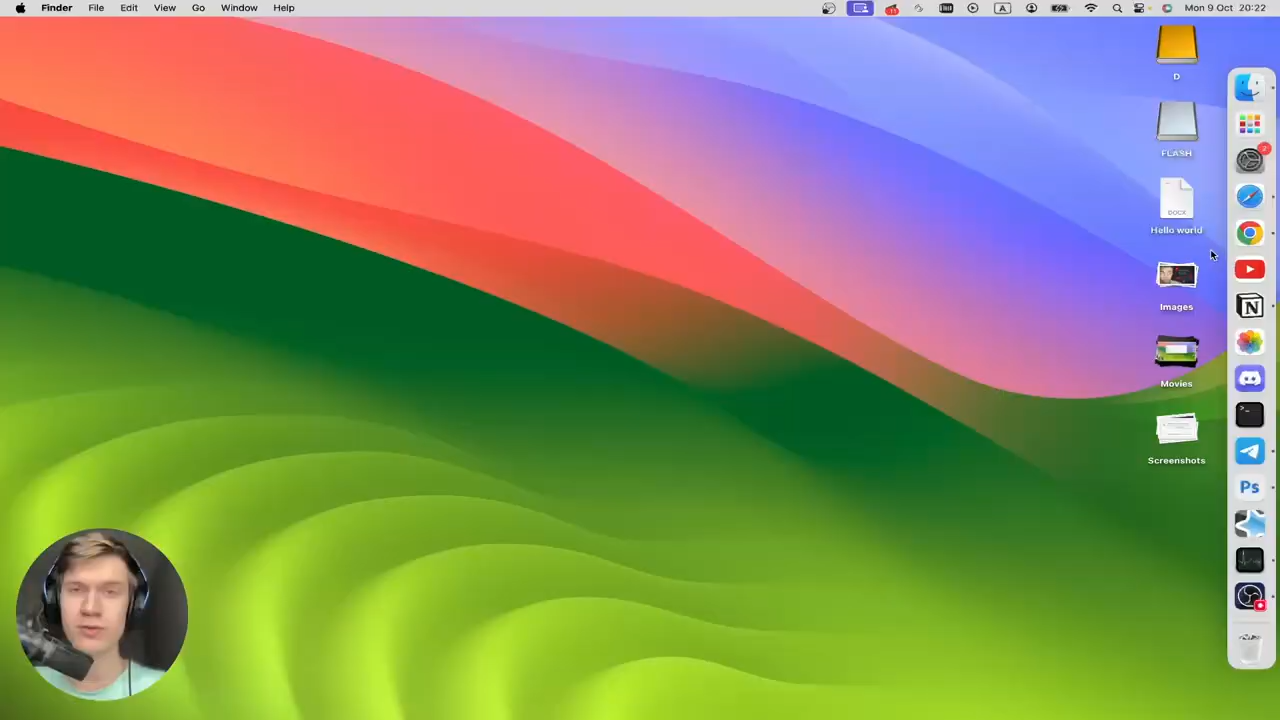 Finder File Edit View Go Window Help A Mon 9 Oct 20:22
D
FLASH
DOCX
Hello world
Images
Movies
Screenshots
2
N
Ps